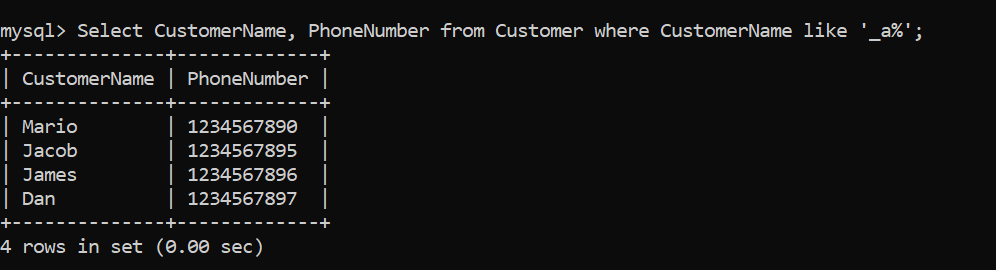 mysql> Select CustomerName, PhoneNumber from Customer where CustomerName like '_a%';
+--------------+-------------+
| CustomerName | PhoneNumber |
+--------------+-------------+
| Mario        | 1234567890  |
| Jacob        | 1234567895  |
| James        | 1234567896  |
| Dan          | 1234567897  |
+--------------+-------------+
4 rows in set (0.00 sec)